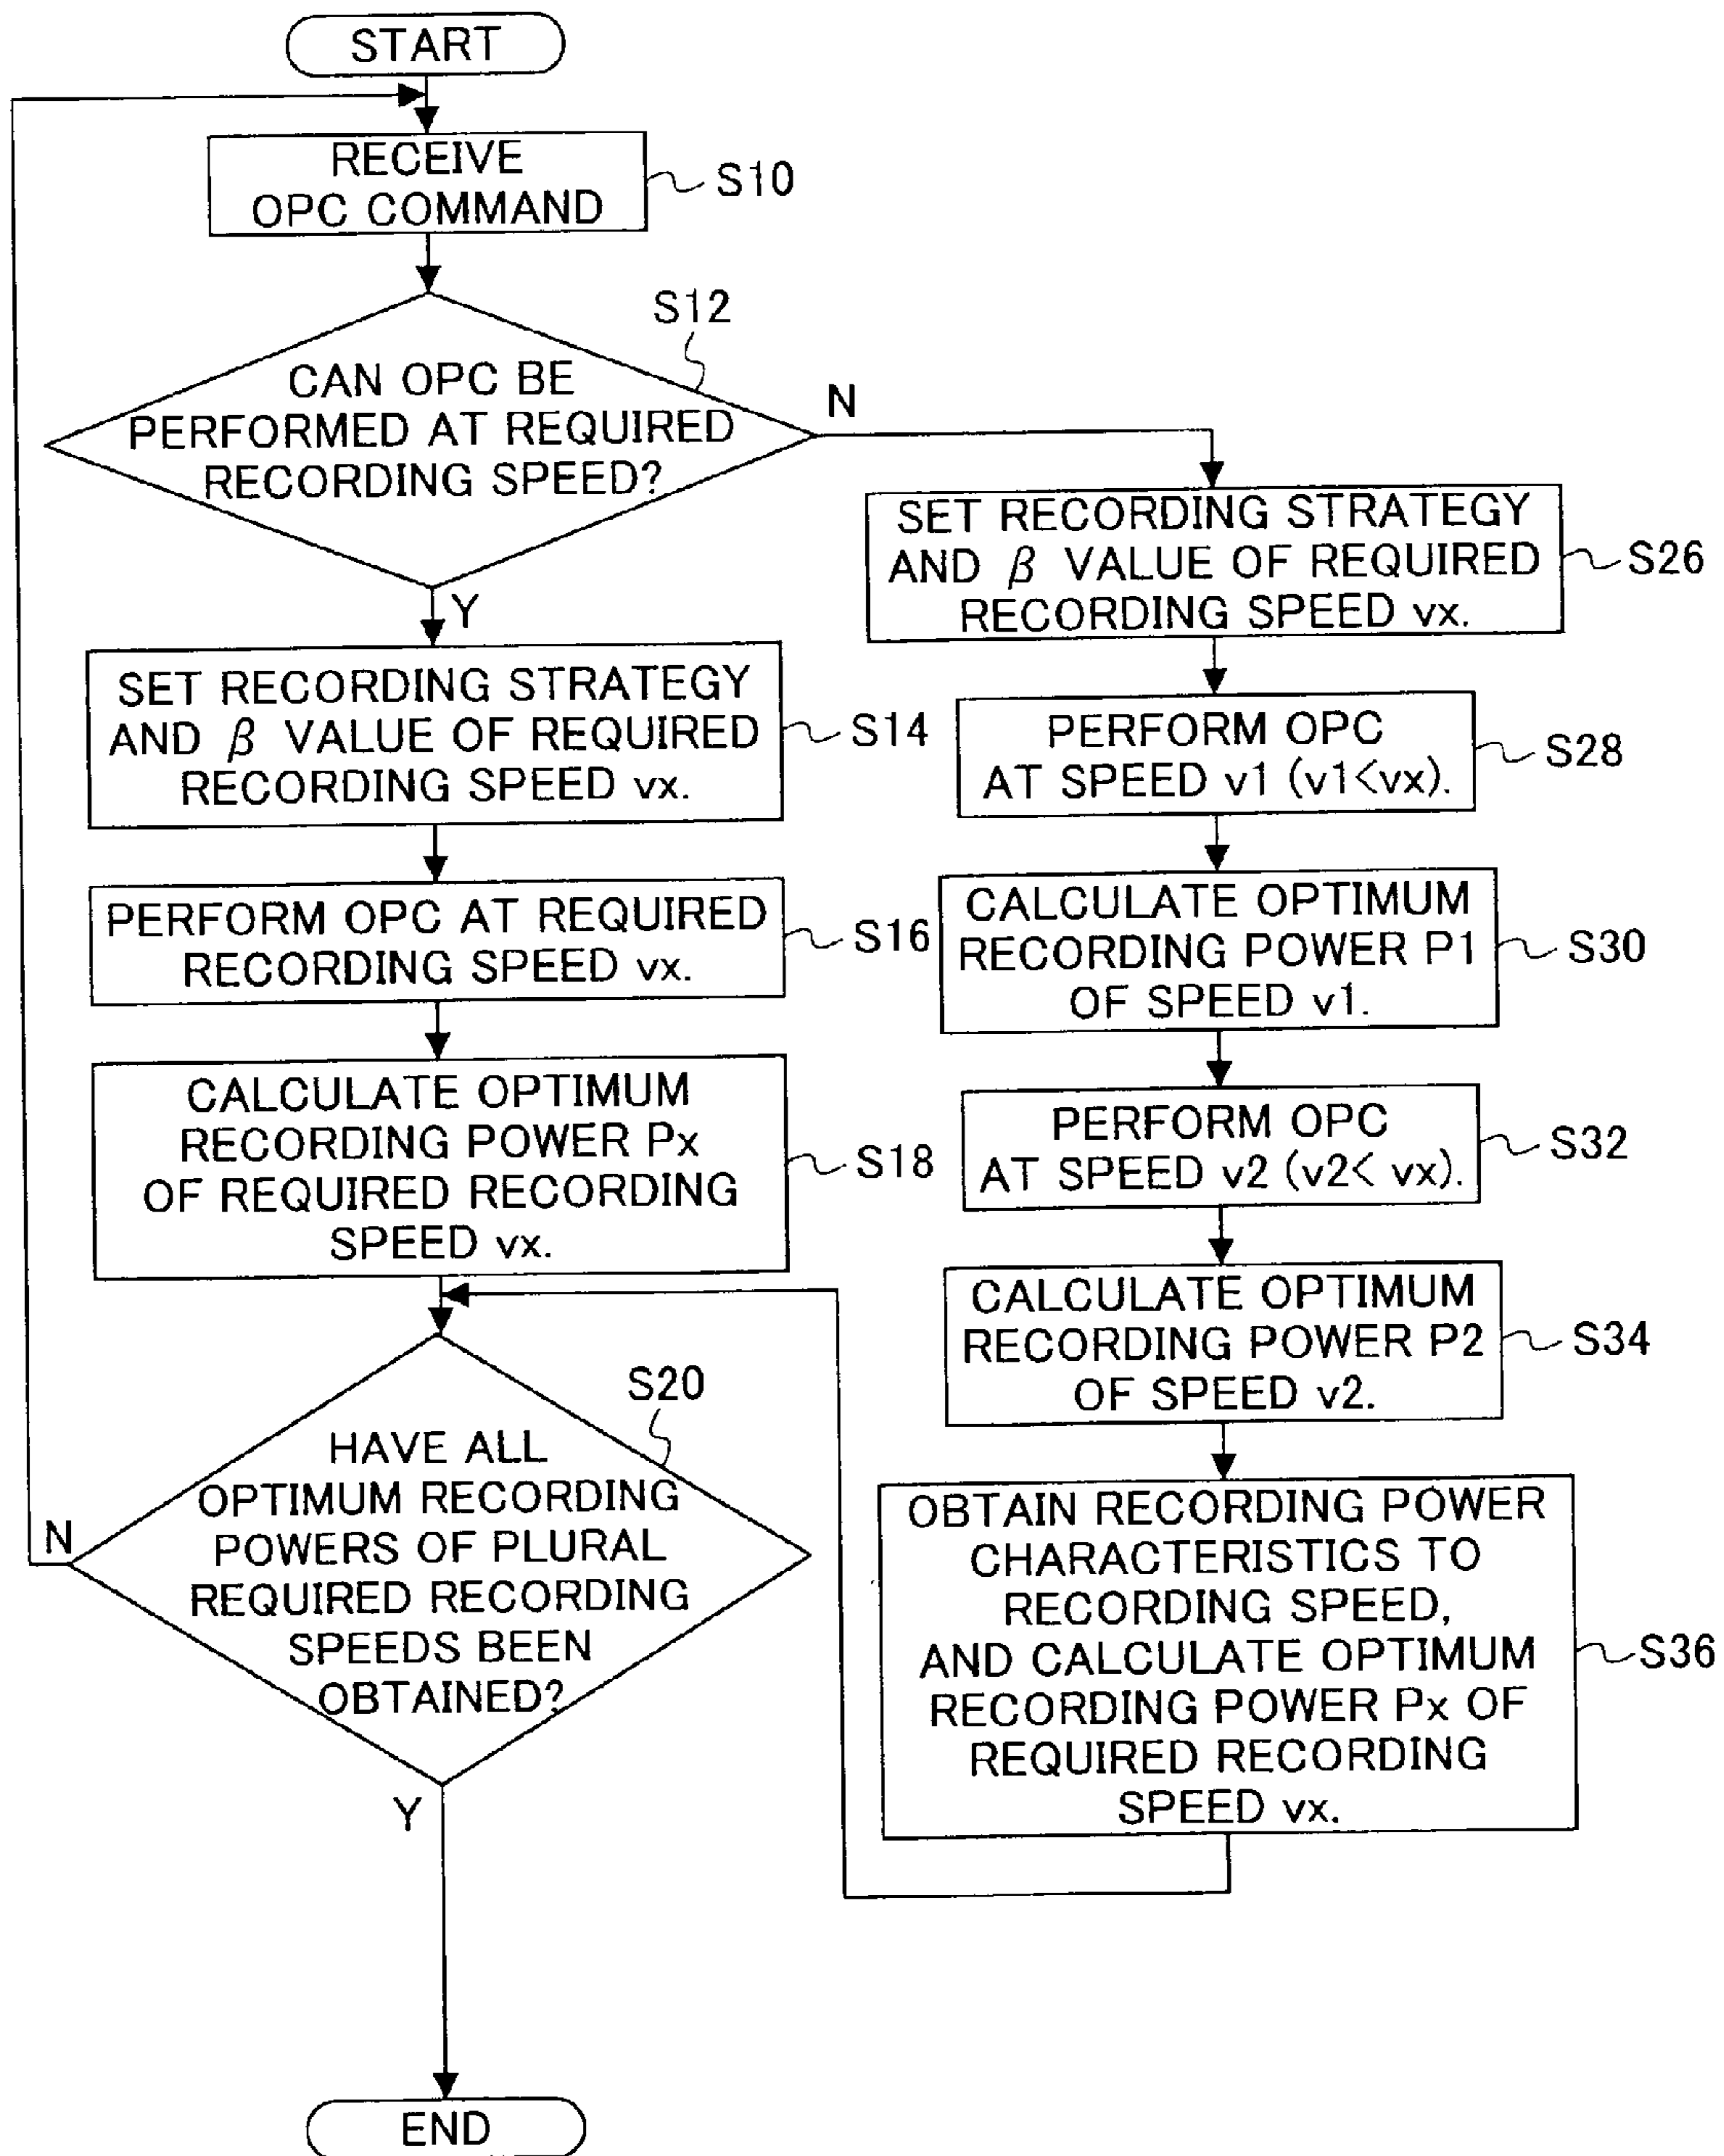 START
RECEIVE
OPC COMMAND
S10
S12
CAN OPC BE
PERFORMED AT REQUIRED
RECORDING SPEED?
N
Y
SET RECORDING STRATEGY
AND β VALUE OF REQUIRED
RECORDING SPEED vx.
S14
PERFORM OPC AT REQUIRED
RECORDING SPEED vx.
S16
CALCULATE OPTIMUM
RECORDING POWER Px
OF REQUIRED RECORDING
SPEED vx.
S18
S20
HAVE ALL
OPTIMUM RECORDING
POWERS OF PLURAL
REQUIRED RECORDING
SPEEDS BEEN
OBTAINED?
N
Y
END
SET RECORDING STRATEGY
AND β VALUE OF REQUIRED
RECORDING SPEED vx.
S26
PERFORM OPC
AT SPEED v1 (v1<vx).
S28
CALCULATE OPTIMUM
RECORDING POWER P1
OF SPEED v1.
S30
PERFORM OPC
AT SPEED v2 (v2< vx).
S32
CALCULATE OPTIMUM
RECORDING POWER P2
OF SPEED v2.
S34
OBTAIN RECORDING POWER
CHARACTERISTICS TO
RECORDING SPEED,
AND CALCULATE OPTIMUM
RECORDING POWER Px OF
REQUIRED RECORDING
SPEED vx.
S36